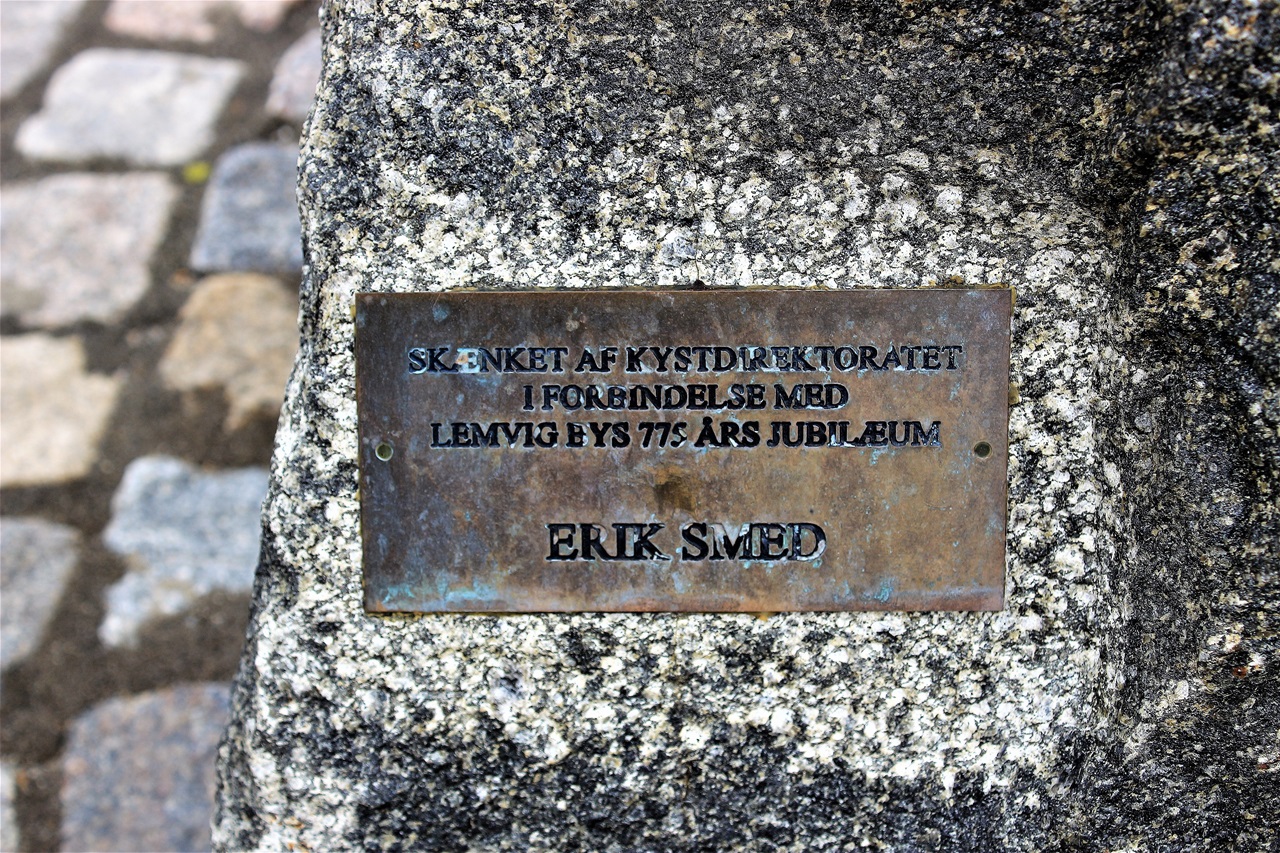 SKÆNKET AF KYSTDIREKTORATET
I FORBINDELSE MED
LEMVIG BYS 775 ÅRS JUBILÆUM
ERIK SMED